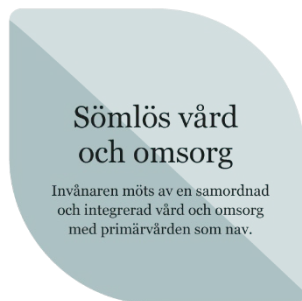 Sömlös vård
och omsorg
Invånaren möts av en samordnad
och integrerad vård och omsorg
med primärvården som nav.